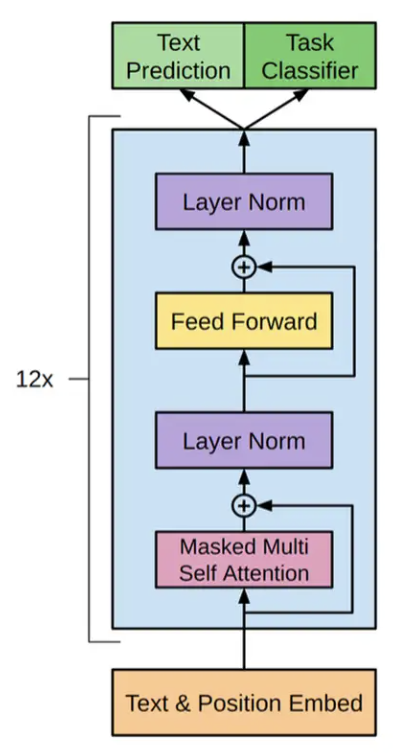 Text
Prediction
Task
Classifier
Layer Norm
Feed Forward
12x
Layer Norm
Masked Multi
Self Attention
Text & Position Embed